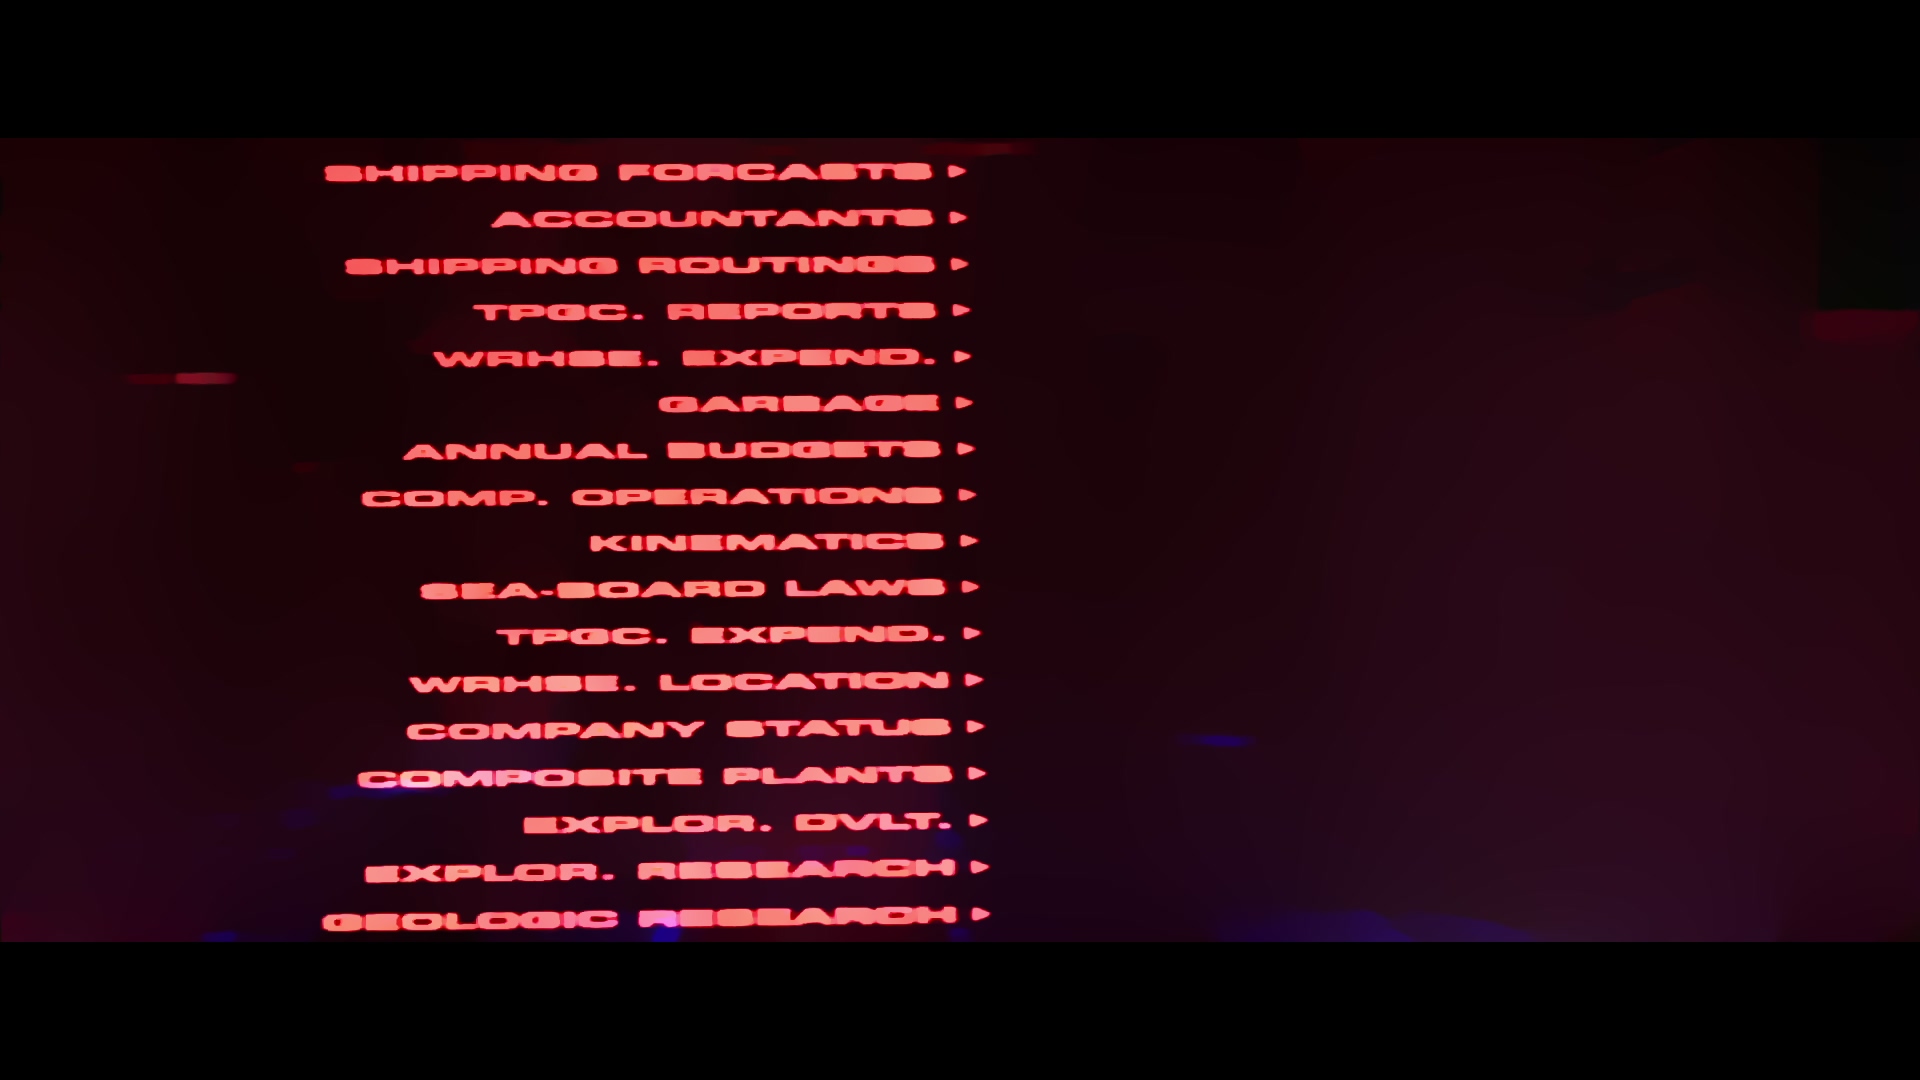 SHIPPING FORCASTS ▸
ACCOUNTANTS ▸
SHIPPING ROUTINGS ▸
TPGC. REPORTS ▸
WRHSE. EXPEND. ▸
GARBAGE ▸
ANNUAL BUDGETS ▸
COMP. OPERATIONS ▸
KINEMATICS ▸
SEA-BOARD LAWS ▸
TPGC. EXPEND. ▸
WRHSE. LOCATION ▸
COMPANY STATUS ▸
COMPOSITE PLANTS ▸
EXPLOR. DVLT. ▸
EXPLOR. RESEARCH ▸
GEOLOGIC RESEARCH ▸